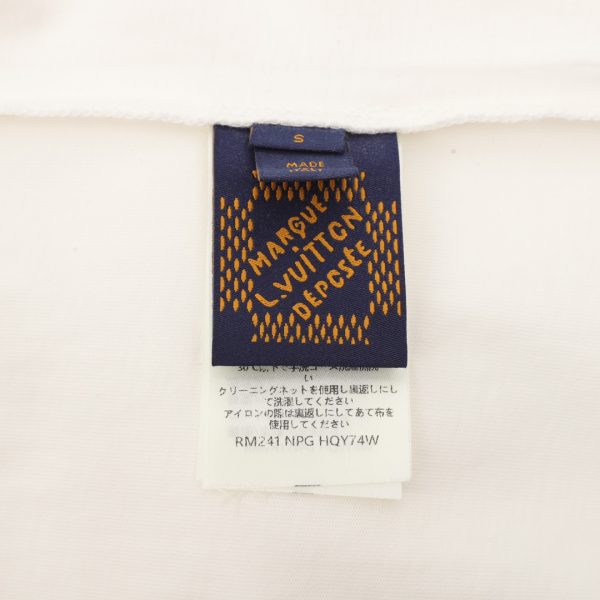 S
MADE
ITALY
MARQUE
L.VUITTON
DÉPOSÉE
い
クリーニングネットを使用し裏返しにし
て洗濯してください
アイロンの際は裏返しにしてあて布を
使用してください
RM241 NPG HQY74W